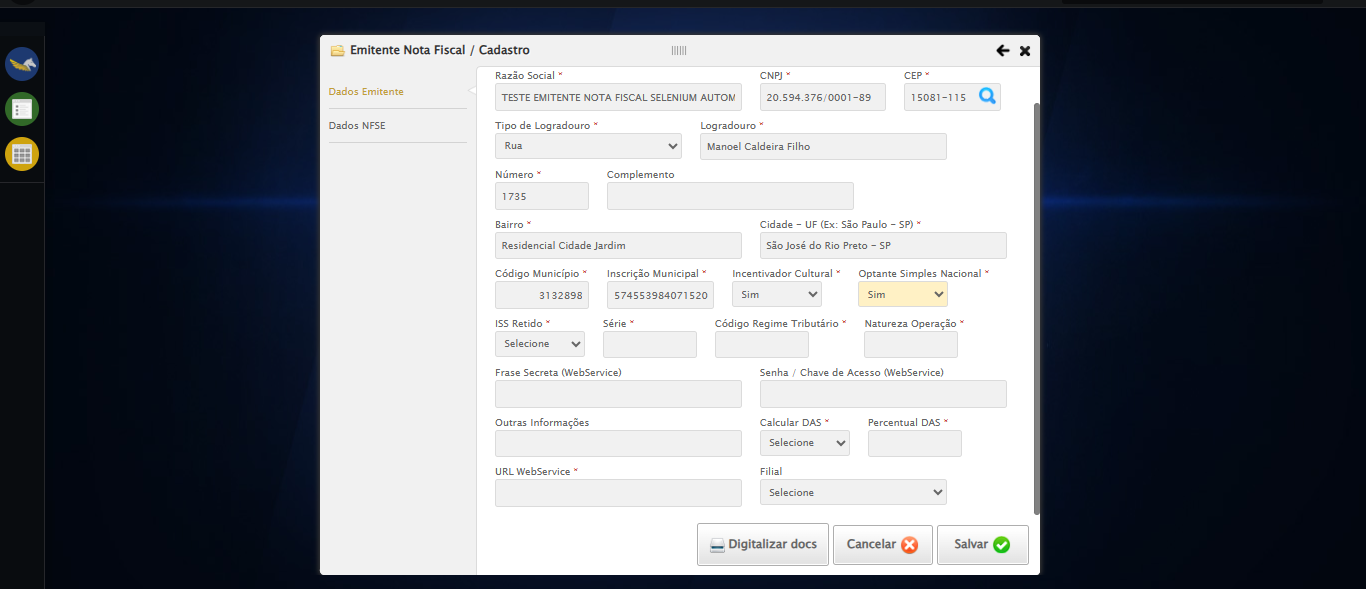 Emitente Nota Fiscal / Cadastro
Dados Emitente
Dados NFSE
Razão Social * CNPJ * CEP *
TESTE EMITENTE NOTA FISCAL SELENIUM AUTOM 20.594.376/0001-89 15081-115
Tipo de Logradouro * Logradouro *
Rua Manoel Caldeira Filho
Número * Complemento
1735
Bairro * Cidade - UF (Ex: São Paulo - SP) *
Residencial Cidade Jardim São José do Rio Preto - SP
Código Município * Inscrição Municipal * Incentivador Cultural * Optante Simples Nacional *
3132898 574553984071520 Sim Sim
ISS Retido * Série * Código Regime Tributário * Natureza Operação *
Selecione
Frase Secreta (WebService) Senha / Chave de Acesso (WebService)
Outras Informações Calcular DAS * Percentual DAS *
Selecione
URL WebService * Filial
Selecione
Digitalizar docs Cancelar Salvar